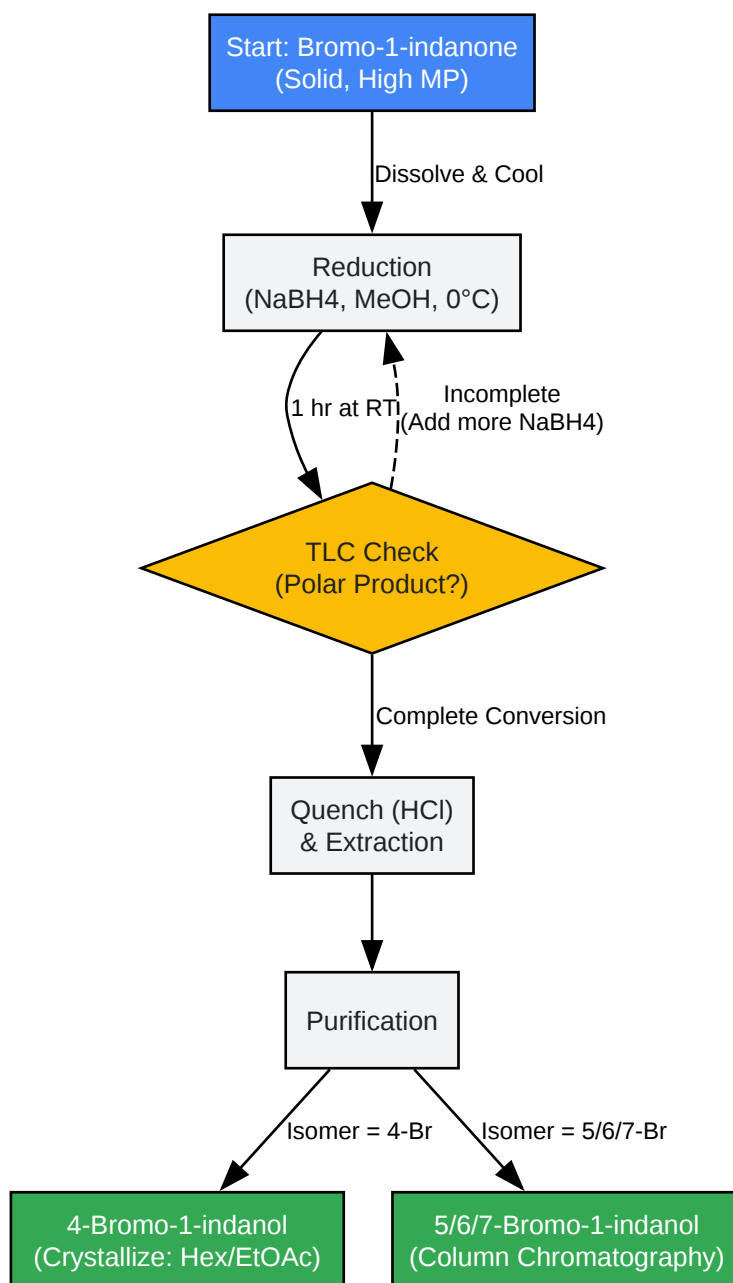 Start: Bromo-1-indanone
(Solid, High MP)
Dissolve & Cool
Reduction
(NaBH4, MeOH, 0°C)
1 hr at RT
Incomplete
(Add more NaBH4)
TLC Check
(Polar Product?)
Complete Conversion
Quench (HCl)
& Extraction
Purification
Isomer = 4-Br
Isomer = 5/6/7-Br
4-Bromo-1-indanol
(Crystallize: Hex/EtOAc)
5/6/7-Bromo-1-indanol
(Column Chromatography)